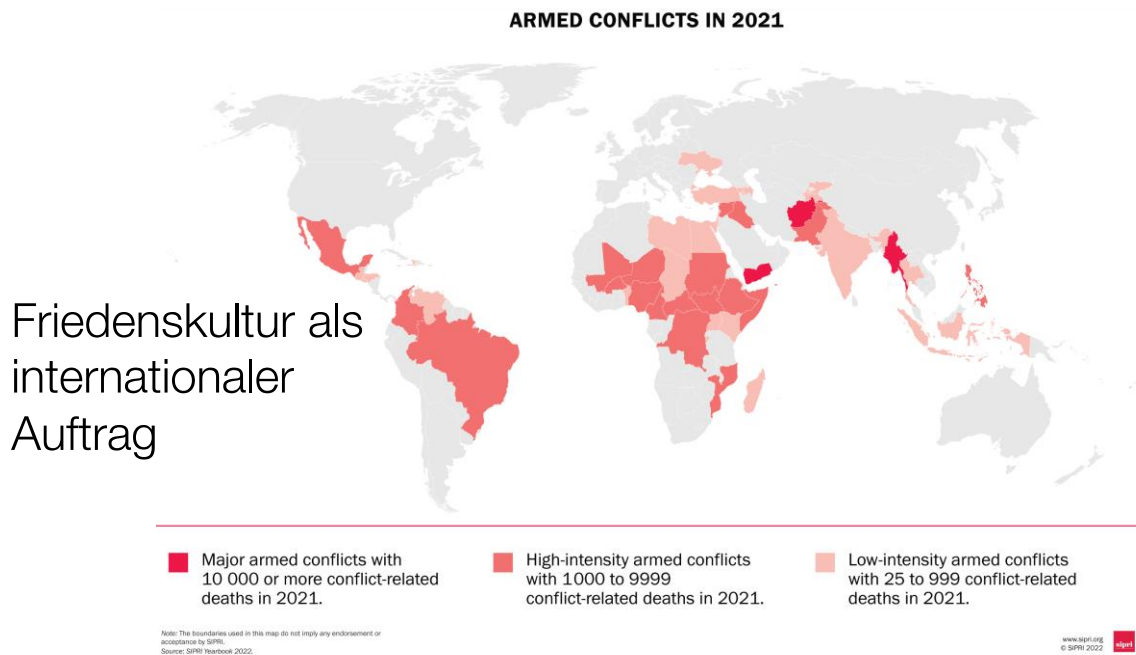 ARMED CONFLICTS IN 2021
Friedenskultur als
internationaler
Auftrag
Major armed conflicts with
10 000 or more conflict-related
deaths in 2021.
High-intensity armed conflicts
with 1000 to 9999
conflict-related deaths in 2021.
Low-intensity armed conflicts
with 25 to 999 conflict-related
deaths in 2021.
Note: The boundaries used in this map do not imply any endorsement or
acceptance by SIPRI.
Source: SIPRI Yearbook 2022.
www.sipri.org
© SIPRI 2022
sipri